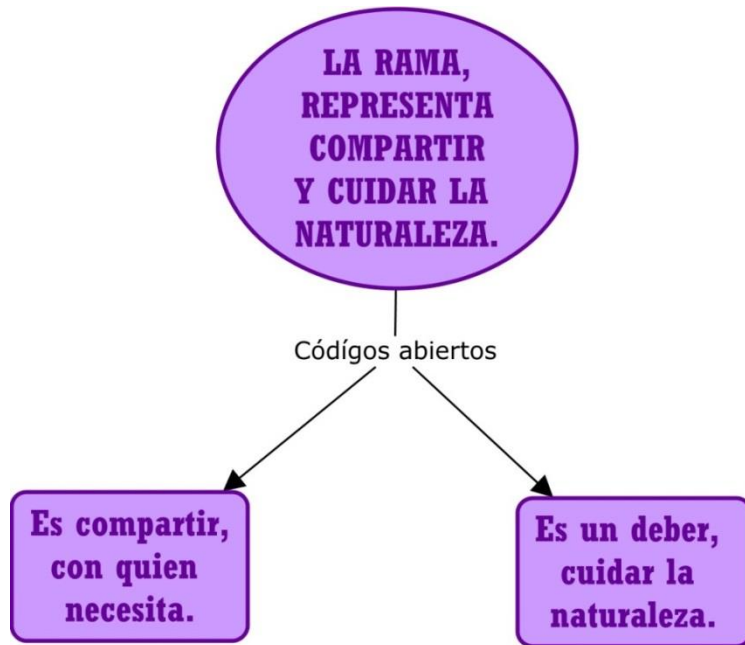 LA RAMA,
REPRESENTA
COMPARTIR
Y CUIDAR LA
NATURALEZA.
Códígos abiertos
Es compartir,
con quien
necesita.
Es un deber,
cuidar la
naturaleza.